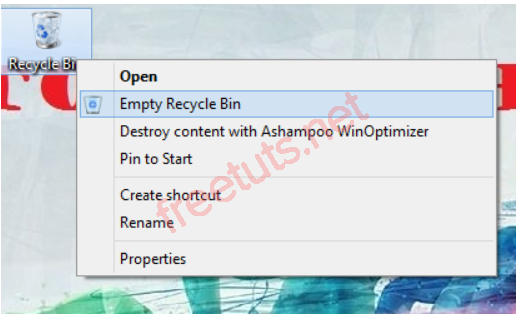 Recycle Bi
Open
Empty Recycle Bin
Destroy content with Ashampoo WinOptimizer
Pin to Start
Create shortcut
Rename
Properties
freetuts.net